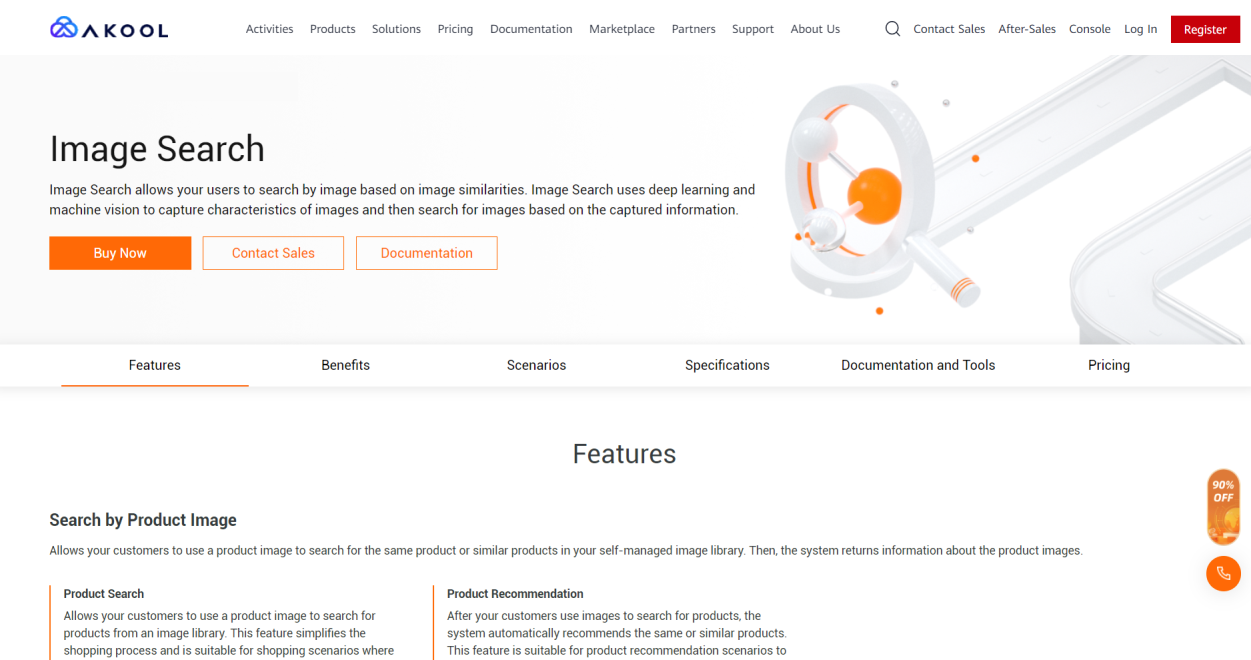 AKOOL
Activities Products Solutions Pricing Documentation Marketplace Partners Support About Us Contact Sales After-Sales Console Log In Register
Image Search
Image Search allows your users to search by image based on image similarities. Image Search uses deep learning and
machine vision to capture characteristics of images and then search for images based on the captured information.
Buy Now Contact Sales Documentation
Features Benefits Scenarios Specifications Documentation and Tools Pricing
Features
90%
OFF
Search by Product Image
Allows your customers to use a product image to search for the same product or similar products in your self-managed image library. Then, the system returns information about the product images.
Product Search
Allows your customers to use a product image to search for
products from an image library. This feature simplifies the
shopping process and is suitable for shopping scenarios where
Product Recommendation
After your customers use images to search for products, the
system automatically recommends the same or similar products.
This feature is suitable for product recommendation scenarios to